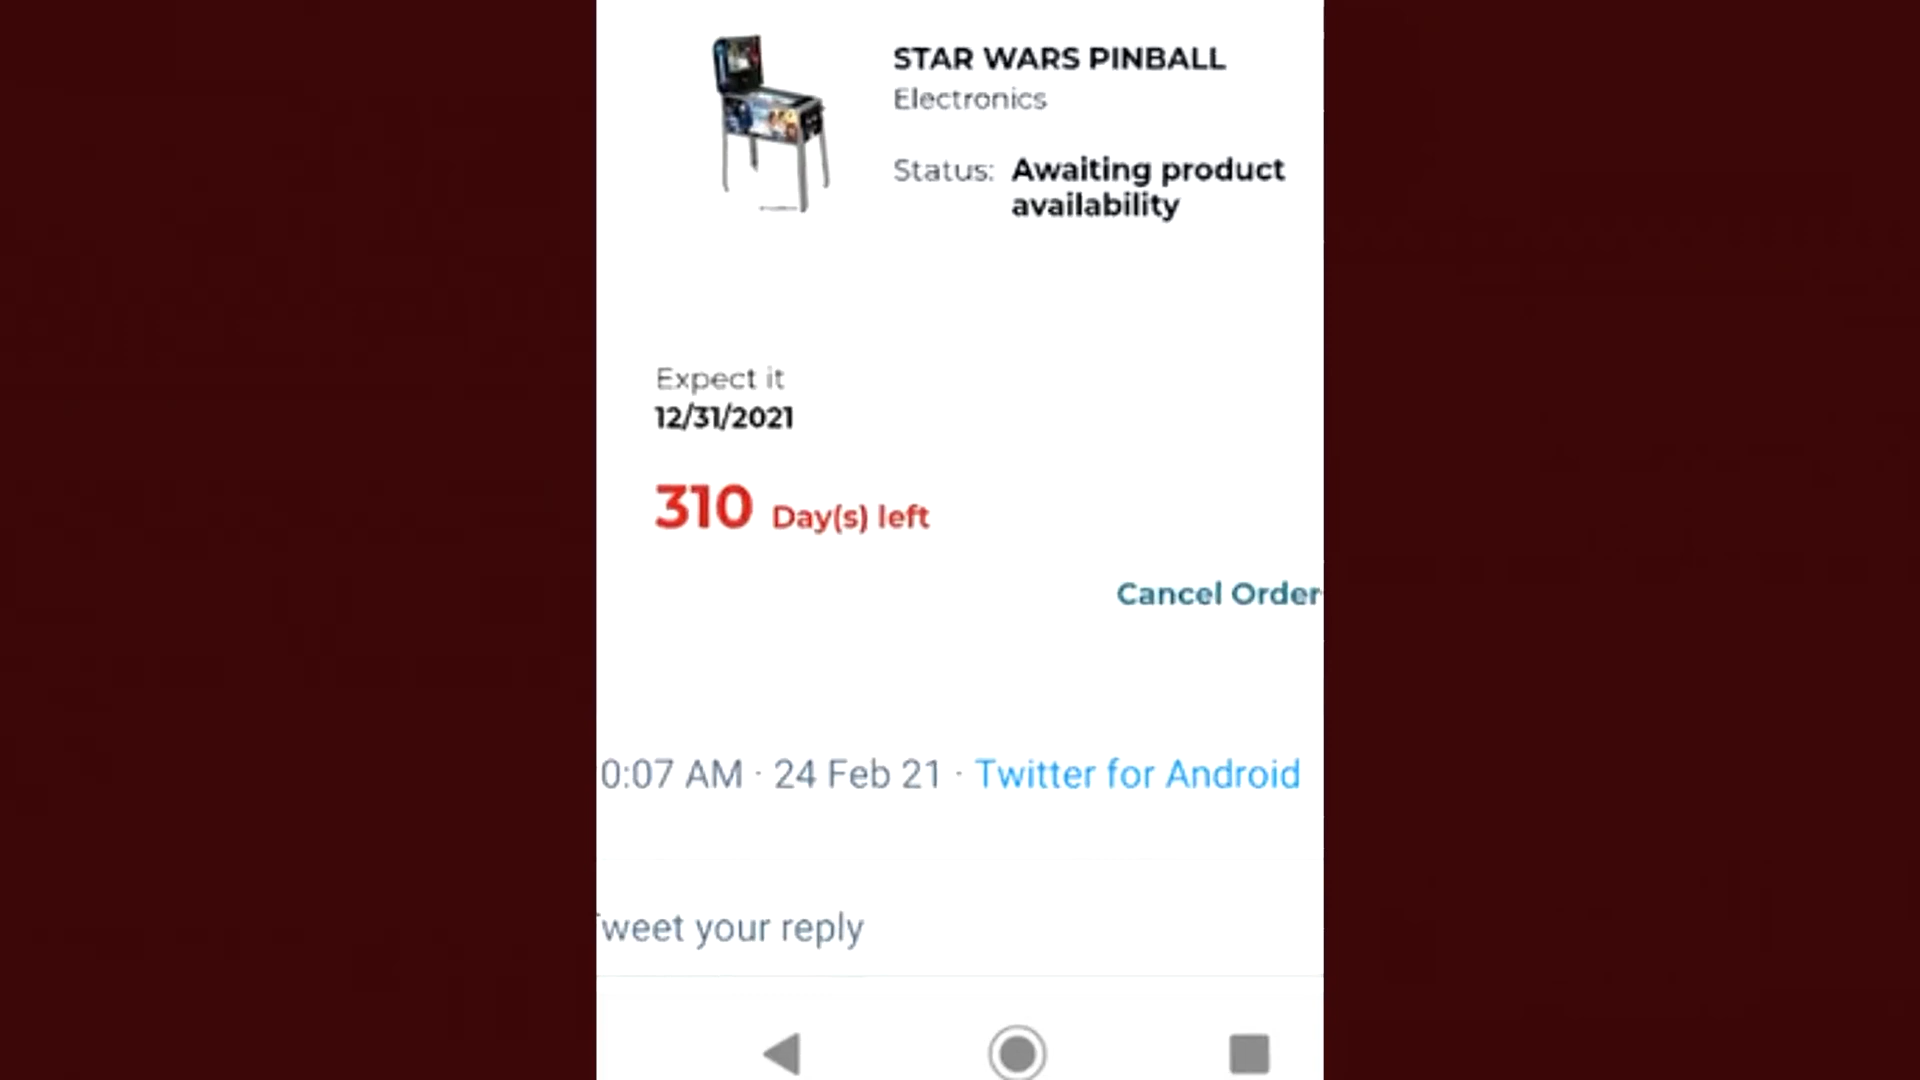 STAR WARS PINBALL
Electronics
Status: Awaiting product
availability
Expect it
12/31/2021
310 Day(s) left
Cancel Order
0:07 AM · 24 Feb 21 · Twitter for Android
weet your reply